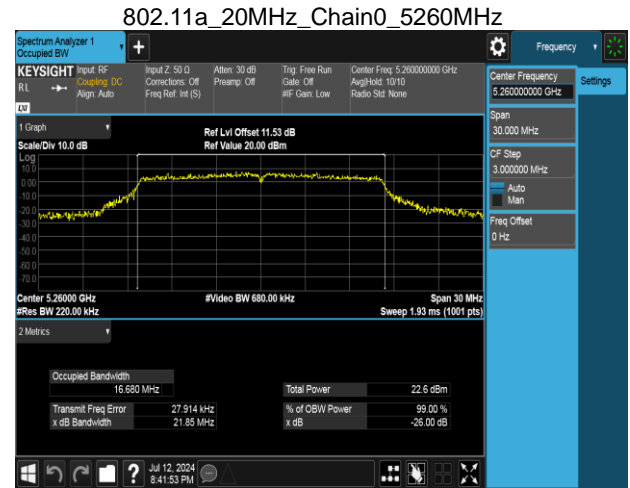 802.11a_20MHz_Chain0_5260MHz
Spectrum Analyzer 1
Occupied BW
+
Frequency
KEYSIGHT
RL
LXI
Input: RF
Coupling: DC
Align: Auto
Input Z: 50 Ω
Corrections: Off
Freq Ref: Int (S)
Atten: 30 dB
Preamp: Off
Trig: Free Run
Gate: Off
#IF Gain: Low
Center Freq: 5.260000000 GHz
Avg|Hold: 10/10
Radio Std: None
Center Frequency
5.260000000 GHz
Settings
Span
30.000 MHz
CF Step
3.000000 MHz
Auto
Man
Freq Offset
0 Hz
1 Graph
Scale/Div 10.0 dB
Ref Lvl Offset 11.53 dB
Ref Value 20.00 dBm
Log
10.0
0.00
-10.0
-20.0
-30.0
-40.0
-50.0
-60.0
-70.0
Center 5.26000 GHz
#Res BW 220.00 kHz
#Video BW 680.00 kHz
Span 30 MHz
Sweep 1.93 ms (1001 pts)
2 Metrics
Occupied Bandwidth
16.680 MHz
Total Power 22.6 dBm
Transmit Freq Error 27.914 kHz
% of OBW Power 99.00 %
x dB Bandwidth 21.85 MHz
x dB -26.00 dB
?
Jul 12, 2024
8:41:53 PM